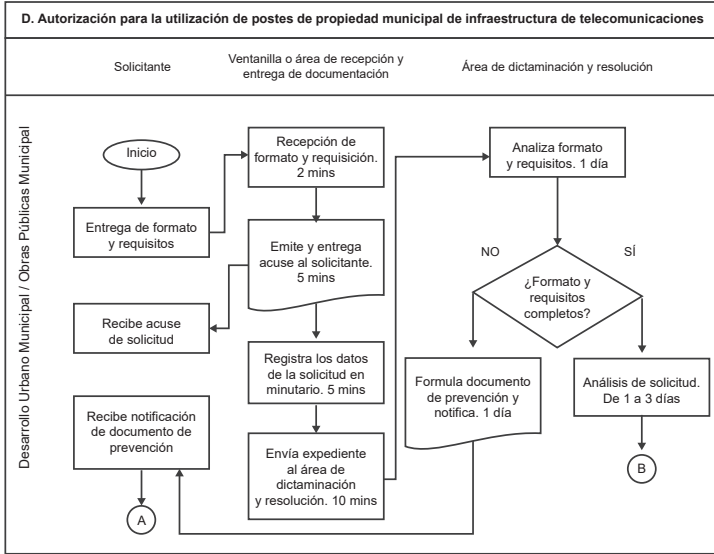 D. Autorización para la utilización de postes de propiedad municipal de infraestructura de telecomunicaciones
Solicitante
Ventanilla o área de recepción y
entrega de documentación
Área de dictaminación y resolución
Desarrollo Urbano Municipal / Obras Públicas Municipal
Inicio
Entrega de formato
y requisitos
Recibe acuse
de solicitud
Recibe notificación
de documento de
prevención
A
Recepción de
formato y requisición.
2 mins
Emite y entrega
acuse al solicitante.
5 mins
Registra los datos
de la solicitud en
minutario. 5 mins
Envía expediente
al área de
dictaminación
y resolución. 10 mins
Analiza formato
y requisitos. 1 día
NO
SÍ
¿Formato y
requisitos
completos?
Formula documento
de prevención y
notifica. 1 día
Análisis de solicitud.
De 1 a 3 días
B